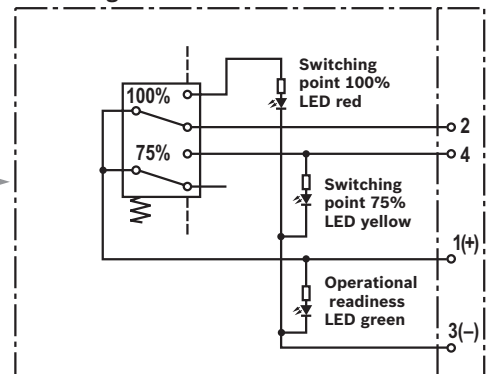 100%
75%
Switching
point 100%
LED red
2
4
Switching
point 75%
LED yellow
1(+)
Operational
readiness
LED green
3(–)